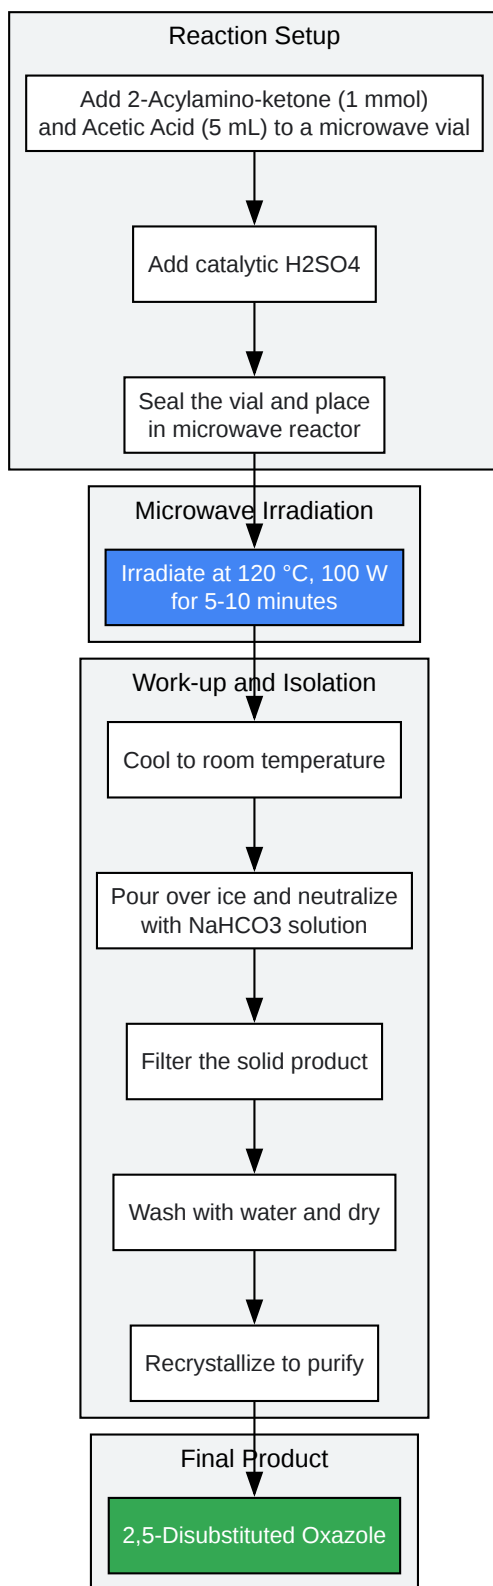 Reaction Setup
Add 2-Acylamino-ketone (1 mmol)
and Acetic Acid (5 mL) to a microwave vial
Add catalytic H2SO4
Seal the vial and place
in microwave reactor
Microwave Irradiation
Irradiate at 120 °C, 100 W
for 5-10 minutes
Work-up and Isolation
Cool to room temperature
Pour over ice and neutralize
with NaHCO3 solution
Filter the solid product
Wash with water and dry
Recrystallize to purify
Final Product
2,5-Disubstituted Oxazole